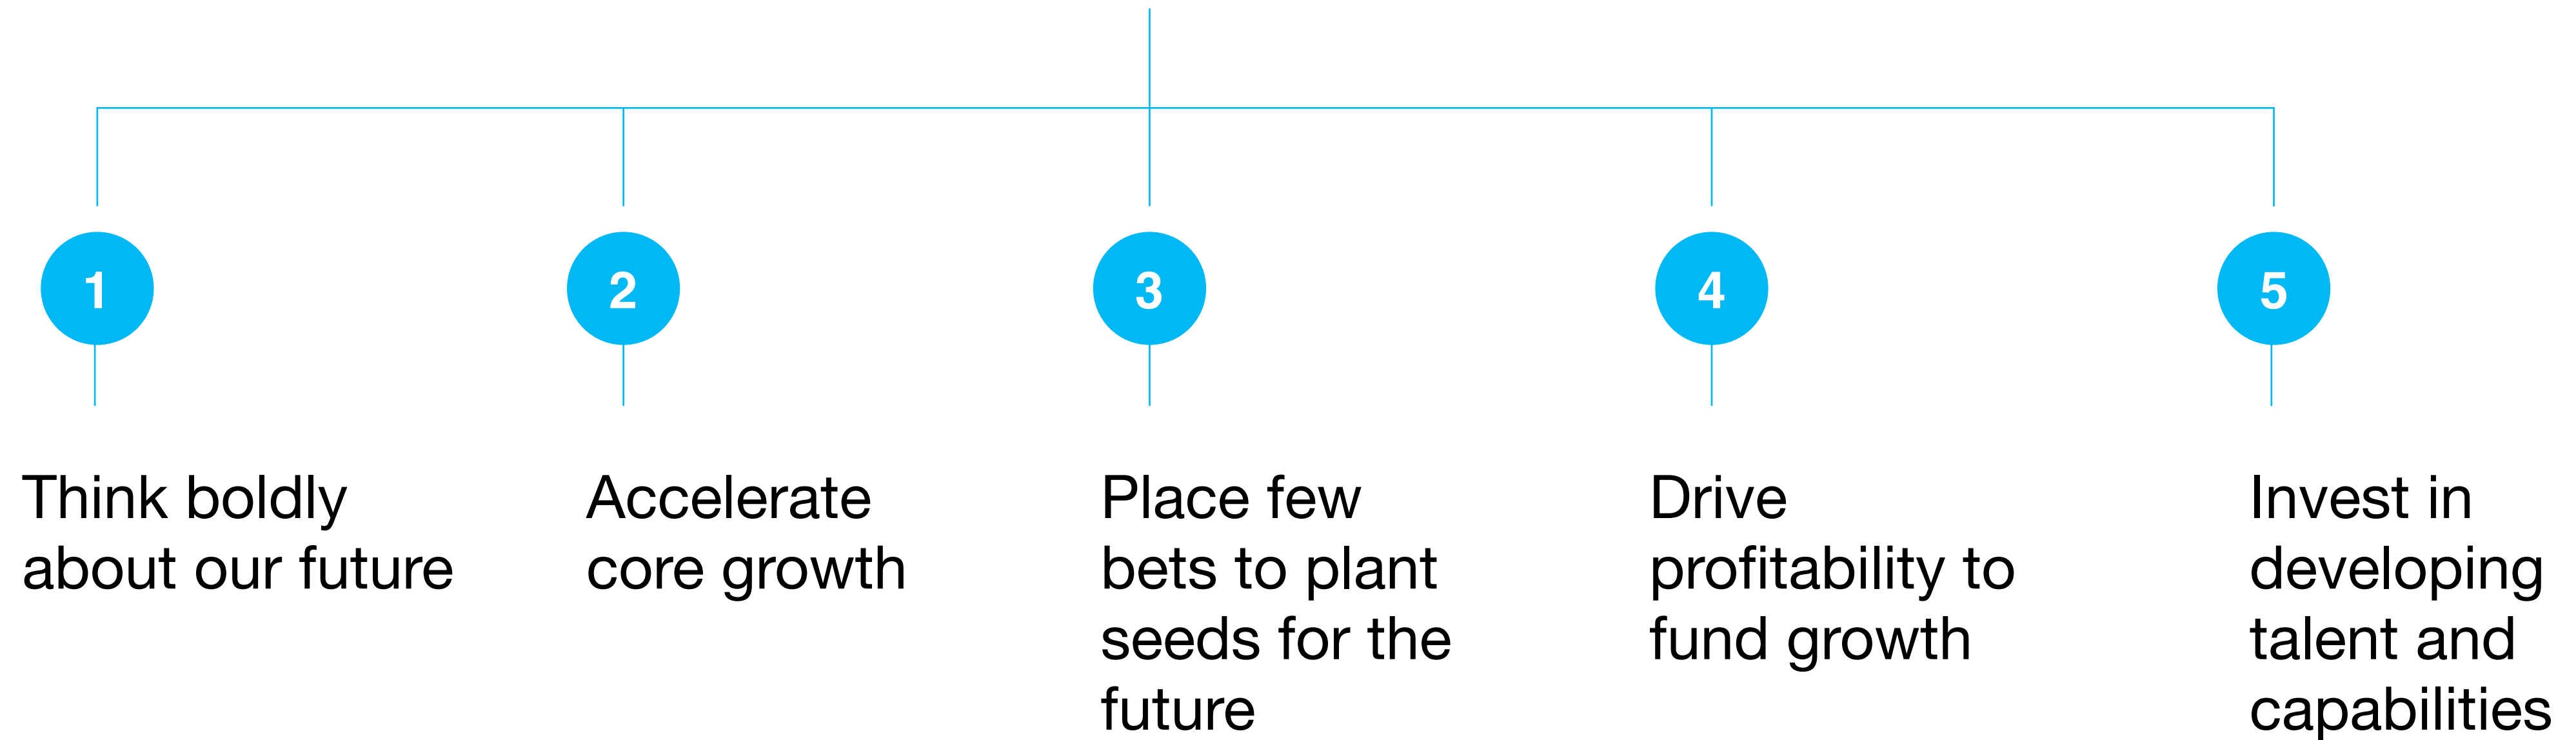 1
Think boldly
about our future
2
Accelerate
core growth
3
Place few
bets to plant
seeds for the
future
4
Drive
profitability to
fund growth
5
Invest in
developing
talent and
capabilities